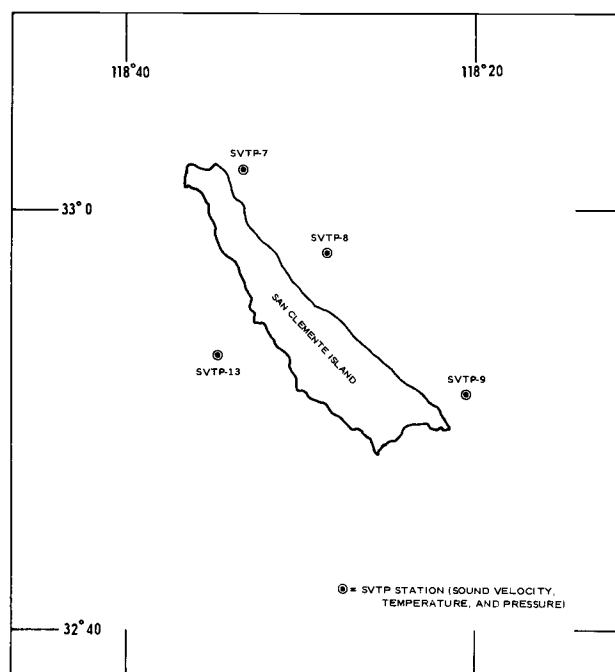 118°40
118°20
SVTP-7
33°0
SVTP-8
SAN CLEMENTE ISLAND
SVTP-13
SVTP-9
= SVTP STATION (SOUND VELOCITY,
TEMPERATURE, AND PRESSURE)
32°40